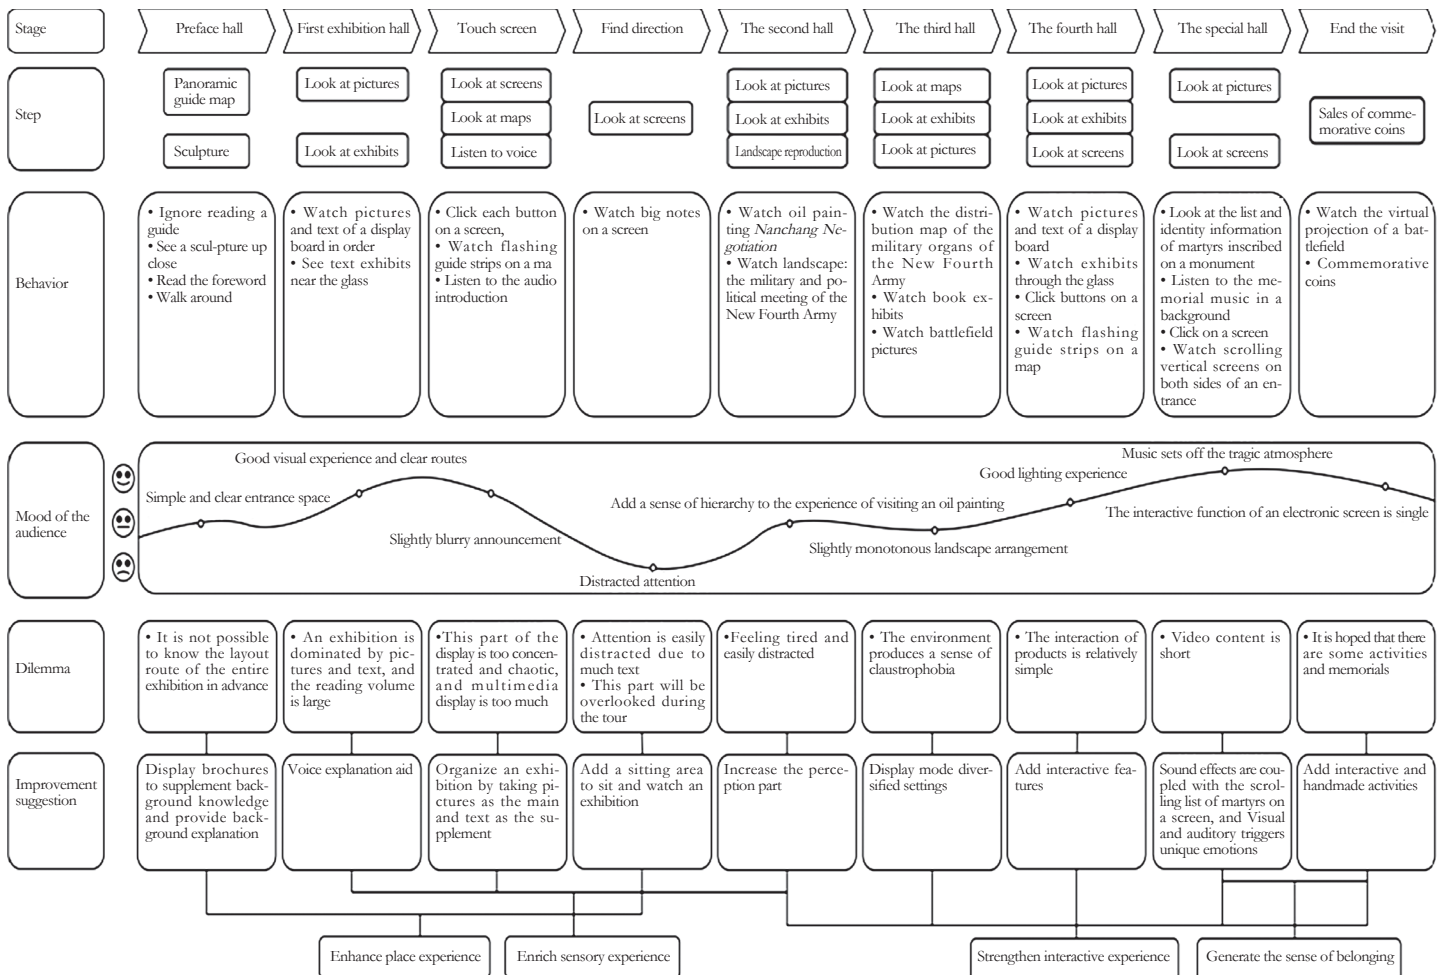 Stage
Preface hall
First exhibition hall
Touch screen
Find direction
The second hall
The third hall
The fourth hall
The special hall
End the visit
Step
Panoramic
guide map
Sculpture
Look at pictures
Look at exhibits
Look at screens
Look at maps
Listen to voice
Look at screens
Look at pictures
Look at exhibits
Landscape reproduction
Look at maps
Look at exhibits
Look at pictures
Look at pictures
Look at exhibits
Look at screens
Look at pictures
Look at screens
Sales of comme-
morative coins
Behavior
• Ignore reading a
guide
• See a scul-pture up
close
• Read the foreword
• Walk around
• Watch pictures
and text of a display
board in order
• See text exhibits
near the glass
• Click each button
on a screen,
• Watch flashing
guide strips on a ma
• Listen to the audio
introduction
• Watch big notes
on a screen
• Watch oil pain-
ting Nanchang Ne-
gotiation
• Watch landscape:
the military and po-
litical meeting of the
New Fourth Army
• Watch the distri-
bution map of the
military organs of
the New Fourth
Army
• Watch book ex-
hibits
• Watch battlefield
pictures
• Watch pictures
and text of a display
board
• Watch exhibits
through the glass
• Click buttons on a
screen
• Watch flashing
guide strips on a
map
• Look at the list and
identity information
of martyrs inscribed
on a monument
• Listen to the me-
morial music in a
background
• Click on a screen
• Watch scrolling
vertical screens on
both sides of an en-
trance
• Watch the virtual
projection of a bat-
tlefield
• Commemorative
coins
Mood of the
audience
Simple and clear entrance space
Good visual experience and clear routes
Slightly blurry announcement
Distracted attention
Add a sense of hierarchy to the experience of visiting an oil painting
Slightly monotonous landscape arrangement
Good lighting experience
Music sets off the tragic atmosphere
The interactive function of an electronic screen is single
Dilemma
• It is not possible
to know the layout
route of the entire
exhibition in advance
• An exhibition is
dominated by pic-
tures and text, and
the reading volume
is large
•This part of the
display is too concen-
trated and chaotic,
and multimedia
display is too much
• Attention is easily
distracted due to
much text
• This part will be
overlooked during
the tour
•Feeling tired and
easily distracted
• The environment
produces a sense of
claustrophobia
• The interaction of
products is relatively
simple
• Video content is
short
• It is hoped that there
are some activities
and memorials
Improvement
suggestion
Display brochures
to supplement back-
ground knowledge
and provide back-
ground explanation
Voice explanation aid
Organize an exhi-
bition by taking pi-
ctures as the main
and text as the su-
pplement
Add a sitting area
to sit and watch an
exhibition
Increase the perce-
ption part
Display mode diver-
sified settings
Add interactive fea-
tures
Sound effects are cou-
pled with the scrol-
ling list of martyrs on
a screen, and Visual
and auditory triggers
unique emotions
Add interactive and
handmade activities
Enhance place experience
Enrich sensory experience
Strengthen interactive experience
Generate the sense of belonging